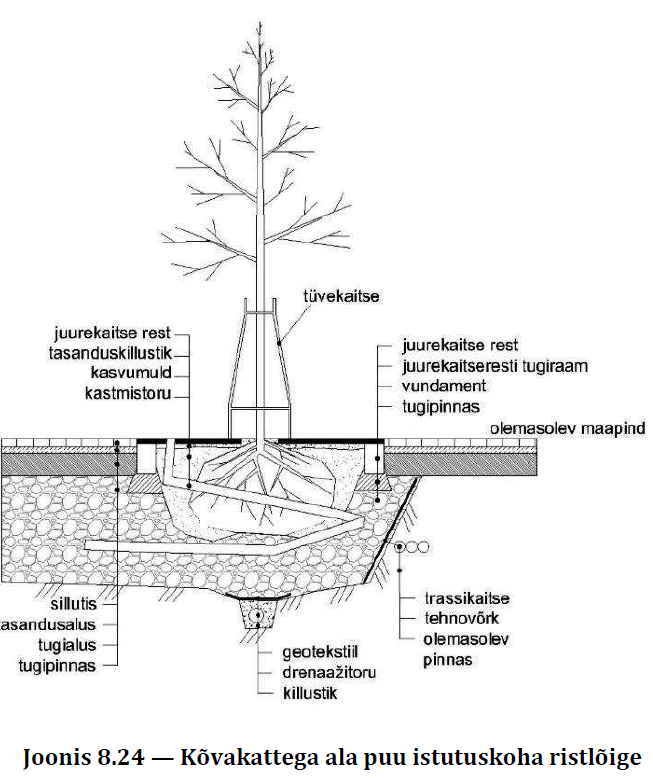 tüvekaitse
juurekaitse rest
tasanduskillustik
kasvumuld
kastmistoru
juurekaitse rest
juurekaitseresti tugiraam
vundament
tugipinnas
olemasolev maapind
sillutis
tasandusalus
tugialus
tugipinnas
geotekstiil
drenaažitoru
killustik
trassikaitse
tehnovõrk
olemasolev
pinnas
Joonis 8.24 — Kõvakattega ala puu istutuskoha ristlõige